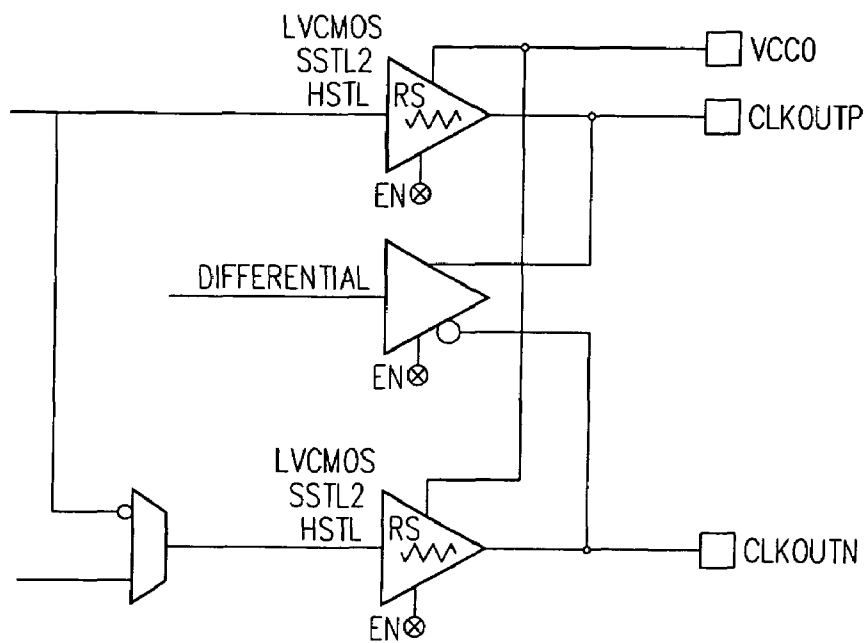 LVCMOS
SSTL2
HSTL
RS
VCCO
CLKOUTP
EN
DIFFERENTIAL
EN
LVCMOS
SSTL2
HSTL
RS
CLKOUTN
EN